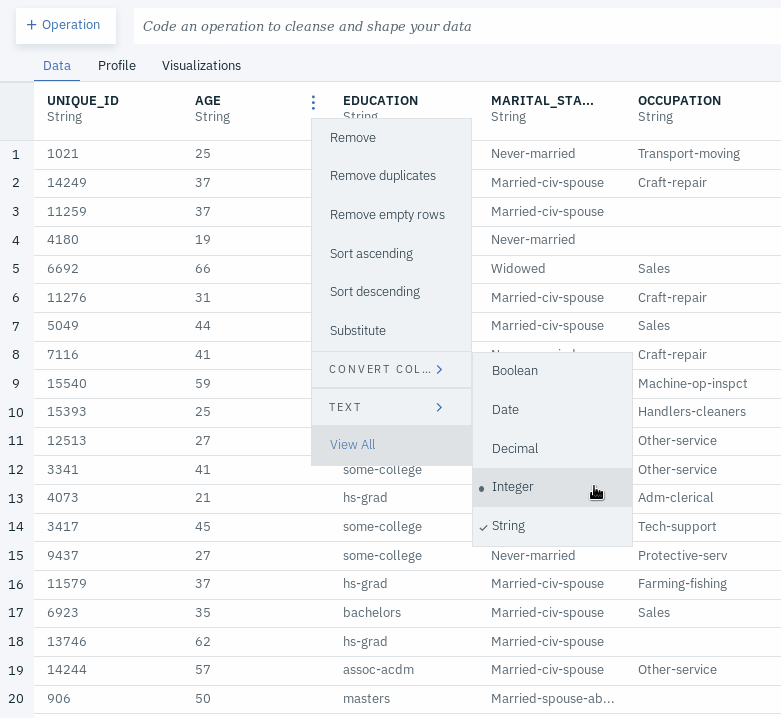 + Operation
Code an operation to cleanse and shape your data
Data Profile Visualizations
UNIQUE_ID AGE EDUCATION MARITAL_STA... OCCUPATION
String String String String String
1 1021 25 Never-married Transport-moving
2 14249 37 Married-civ-spouse Craft-repair
3 11259 37 Married-civ-spouse
4 4180 19 Never-married
5 6692 66 Widowed Sales
6 11276 31 Married-civ-spouse Craft-repair
7 5049 44 Married-civ-spouse Sales
8 7116 41 Craft-repair
9 15540 59 Machine-op-inspct
10 15393 25 Handlers-cleaners
11 12513 27 Other-service
12 3341 41 some-college Other-service
13 4073 21 hs-grad Adm-clerical
14 3417 45 some-college Tech-support
15 9437 27 some-college Never-married Protective-serv
16 11579 37 hs-grad Married-civ-spouse Farming-fishing
17 6923 35 bachelors Married-civ-spouse Sales
18 13746 62 hs-grad Married-civ-spouse
19 14244 57 assoc-acdm Married-civ-spouse Other-service
20 906 50 masters Married-spouse-ab...
Remove
Remove duplicates
Remove empty rows
Sort ascending
Sort descending
Substitute
CONVERT COL...
TEXT
View All
Boolean
Date
Decimal
Integer
String